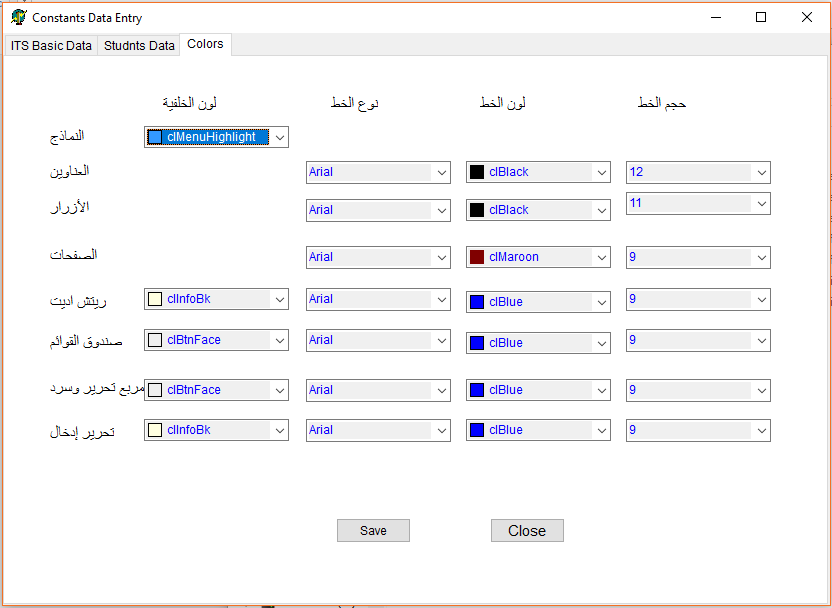 Constants Data Entry
ITS Basic Data Studnts Data Colors
لون الخلفية نوع الخط لون الخط حجم الخط
النماذج clMenuHighlight
العناوين Arial clBlack 12
الأزرار Arial clBlack 11
الصفحات Arial clMaroon 9
ريتش اديت clInfoBk Arial clBlue 9
صندوق القوائم clBtnFace Arial clBlue 9
مربع تحرير وسرد clBtnFace Arial clBlue 9
تحرير إدخال clInfoBk Arial clBlue 9
Save Close